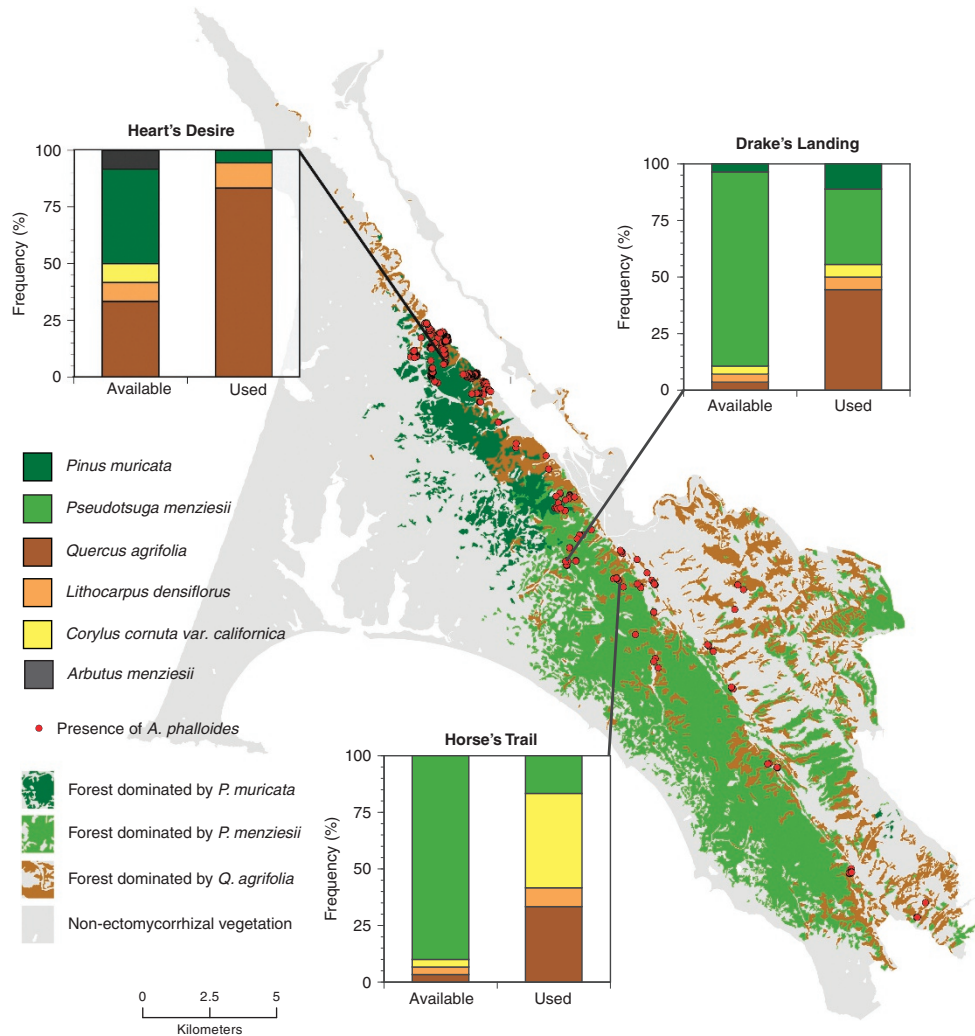 Heart's Desire
100
75
50
25
0
Frequency (%)
Available
Used
Drake's Landing
100
75
50
25
0
Frequency (%)
Available
Used
Pinus muricata
Pseudotsuga menziesii
Quercus agrifolia
Lithocarpus densiflorus
Corylus cornuta var. californica
Arbutus menziesii
Presence of A. phalloides
Forest dominated by P. muricata
Forest dominated by P. menziesii
Forest dominated by Q. agrifolia
Non-ectomycorrhizal vegetation
Horse's Trail
100
75
50
25
0
Frequency (%)
Available
Used
0 2.5 5
Kilometers